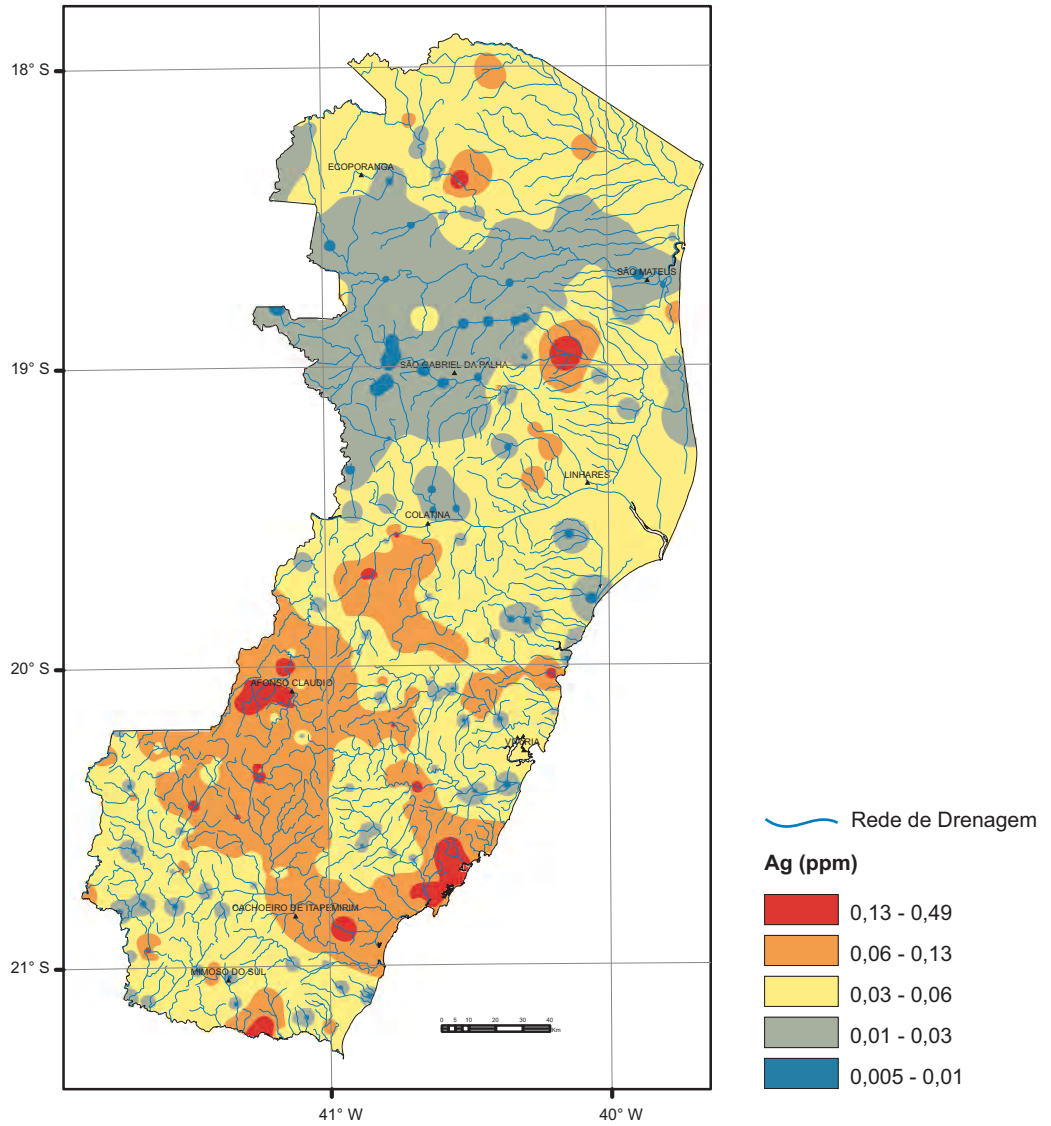 18° S
ECOPORANGA
SÃO MATEUS
19° S
SÃO GABRIEL DA PALHA
LINHARES
COLATINA
20° S
AFONSO CLAUDIO
VITÓRIA
Rede de Drenagem
Ag (ppm)
0,13 - 0,49
CACHOEIRO DE ITAPEMIRIM
0,06 - 0,13
21° S
MIMOSO DO SUL
0,03 - 0,06
0 5 10 20 30 40
Km
0,01 - 0,03
0,005 - 0,01
41° W
40° W